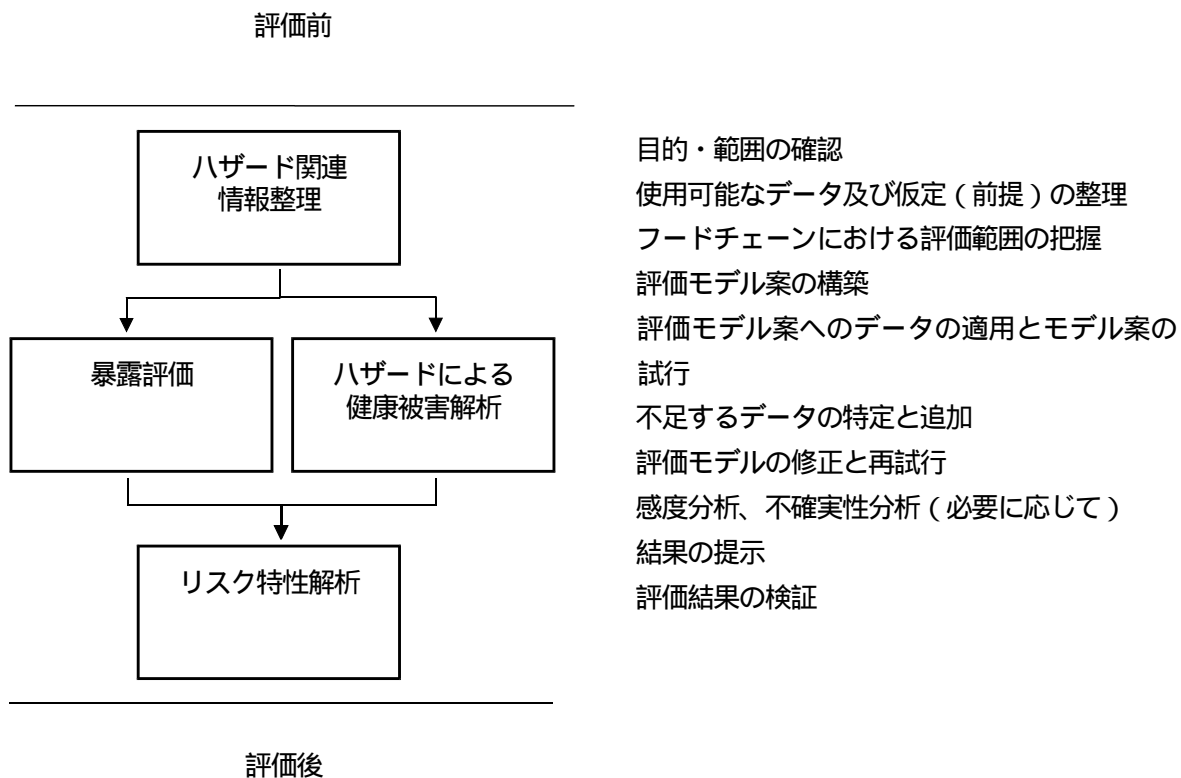 評価前
ハザード関連
情報整理
暴露評価
ハザードによる
健康被害解析
リスク特性解析
評価後
目的・範囲の確認
使用可能なデータ及び仮定(前提)の整理
フードチェーンにおける評価範囲の把握
評価モデル案の構築
評価モデル案へのデータの適用とモデル案の
試行
不足するデータの特定と追加
評価モデルの修正と再試行
感度分析、不確実性分析(必要に応じて)
結果の提示
評価結果の検証